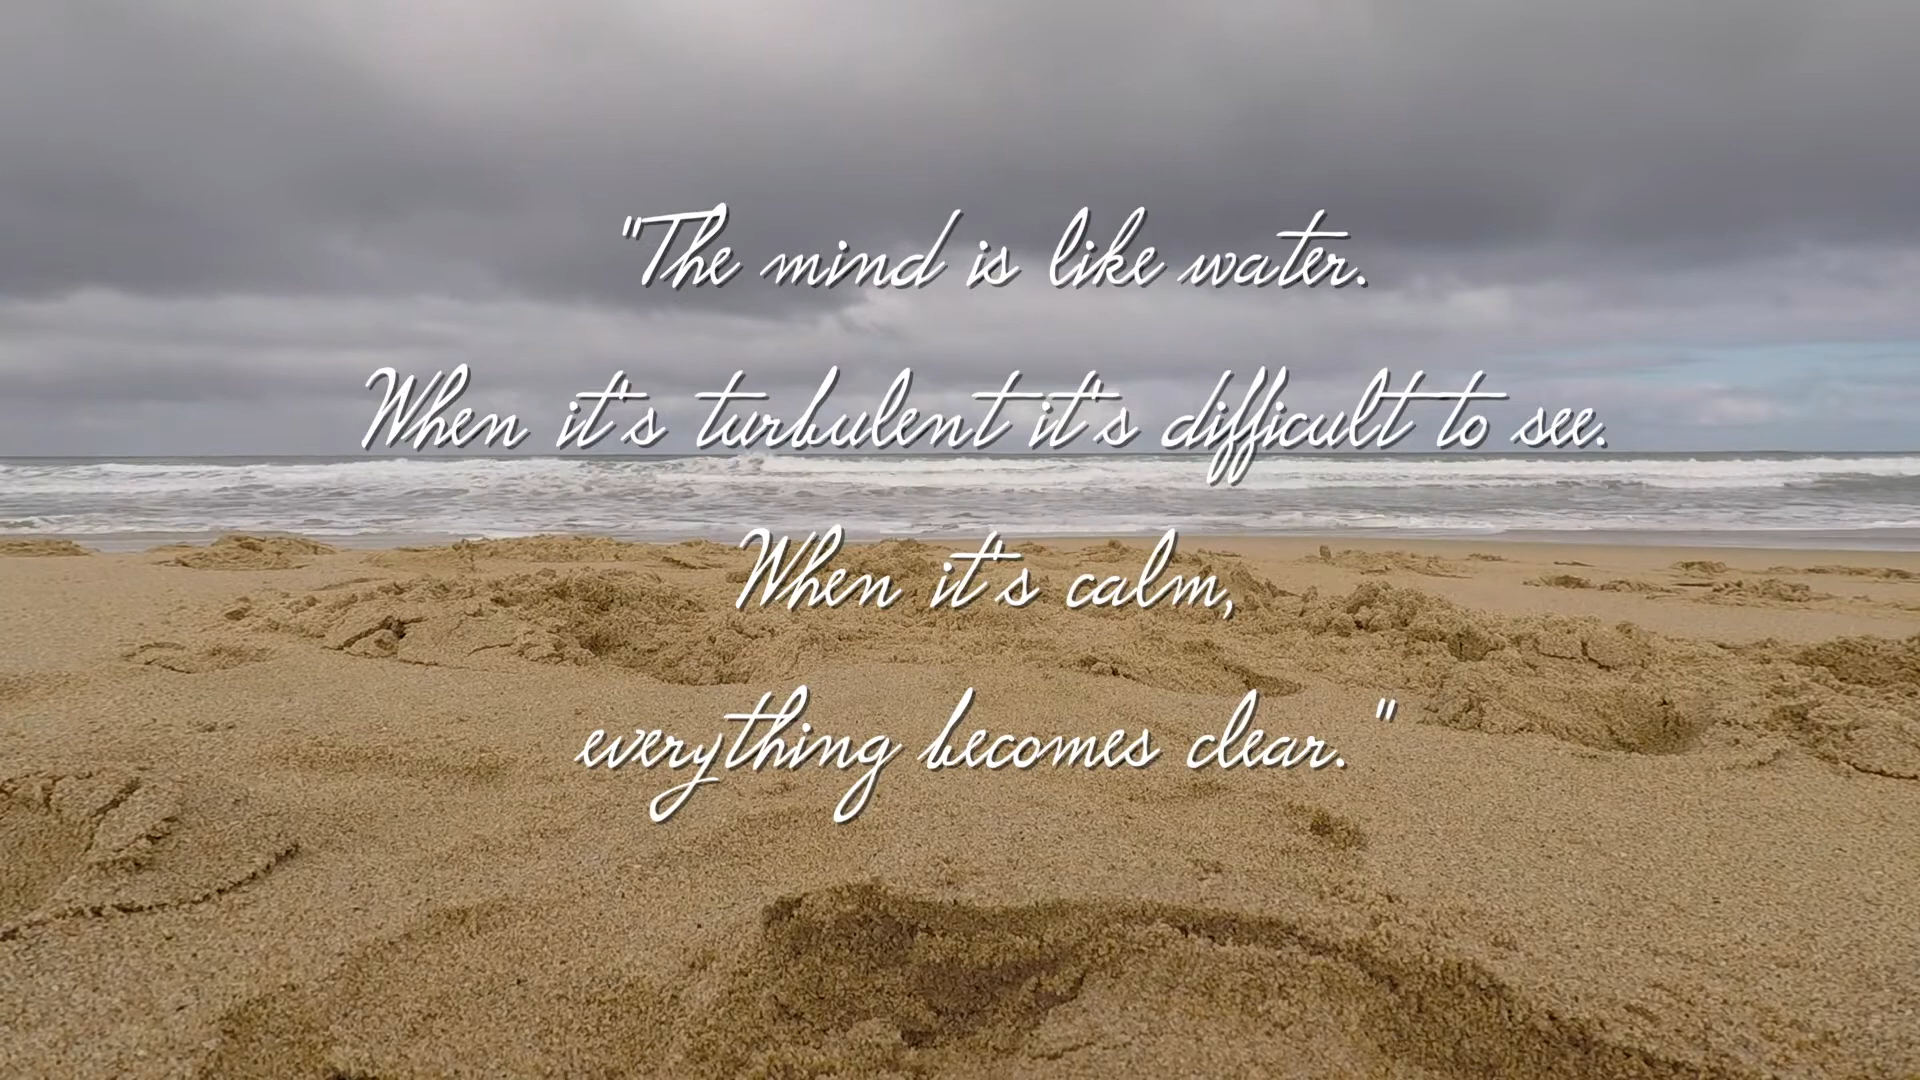 "The mind is like water.
When it's turbulent it's difficult to see.
When it's calm,
everything becomes clear."